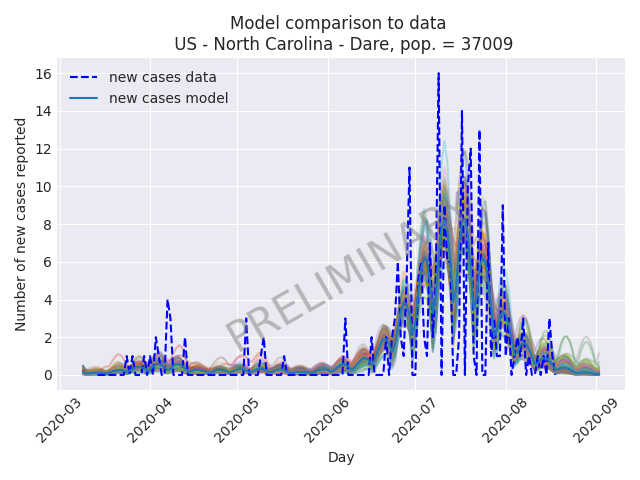 Model comparison to data
US - North Carolina - Dare, pop. = 37009
new cases data
new cases model
PRELIMINARY
Number of new cases reported
16
14
12
10
8
6
4
2
0
2020-03
2020-04
2020-05
2020-06
2020-07
2020-08
2020-09
Day